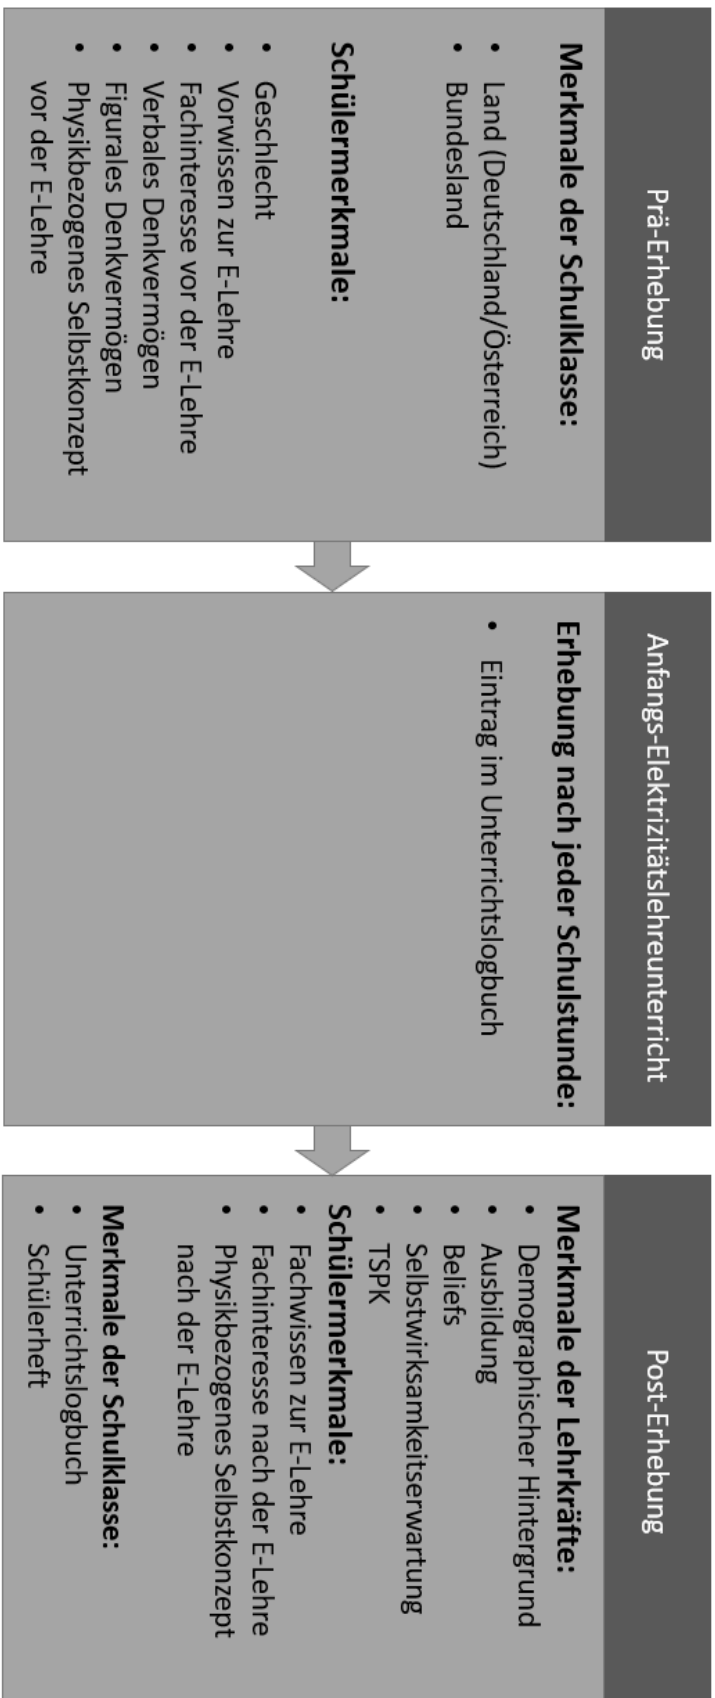 Prä-Erhebung
Merkmale der Schulklasse:
• Land (Deutschland/Österreich)
• Bundesland
Schülermerkmale:
• Geschlecht
• Vorwissen zur E-Lehre
• Fachinteresse vor der E-Lehre
• Verbales Denkvermögen
• Figurales Denkvermögen
• Physikbezogenes Selbstkonzept
vor der E-Lehre
Anfangs-Elektrizitätslehreunterricht
Erhebung nach jeder Schulstunde:
• Eintrag im Unterrichtslogbuch
Post-Erhebung
Merkmale der Lehrkräfte:
• Demographischer Hintergrund
• Ausbildung
• Beliefs
• Selbstwirksamkeitserwartung
• TSPK
Schülermerkmale:
• Fachwissen zur E-Lehre
• Fachinteresse nach der E-Lehre
• Physikbezogenes Selbstkonzept
nach der E-Lehre
Merkmale der Schulklasse:
• Unterrichtslogbuch
• Schülerheft